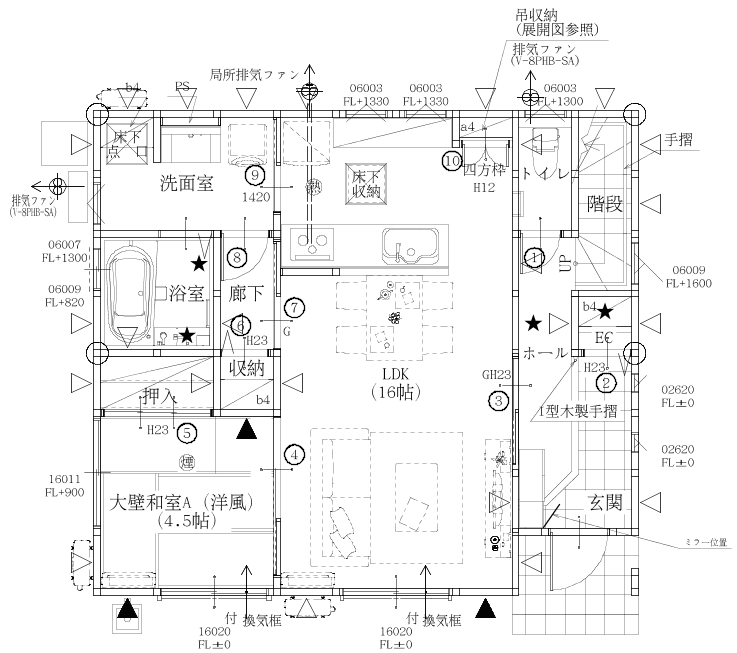 吊収納
(展開図参照)
局所排気ファン
排気ファン
(V-8PHB-SA)
b4
PS
06003
FL+1330
06003
FL+1330
06003
FL+1300
a4
手摺
床下
点
洗面室
⑨
1420
熱
床下
収納
⑩
四方枠
H12
トイレ
階段
排気ファン
(V-8PHB-SA)
06007
FL+1300
⑧
①
UP
06009
FL+1600
06009
FL+820
★
浴室
廊下
⑦
G
⑥
H23
★
★
b4
★
EC
ホール
H23
②
収納
b4
LDK
(16帖)
GH23
③
I型木製手摺
02620
FL±0
押入
H23
⑤
煙
④
02620
FL±0
16011
FL+900
大壁和室A (洋風)
(4.5帖)
玄関
ミラー位置
付 換気框
付 換気框
16020
FL±0
16020
FL±0